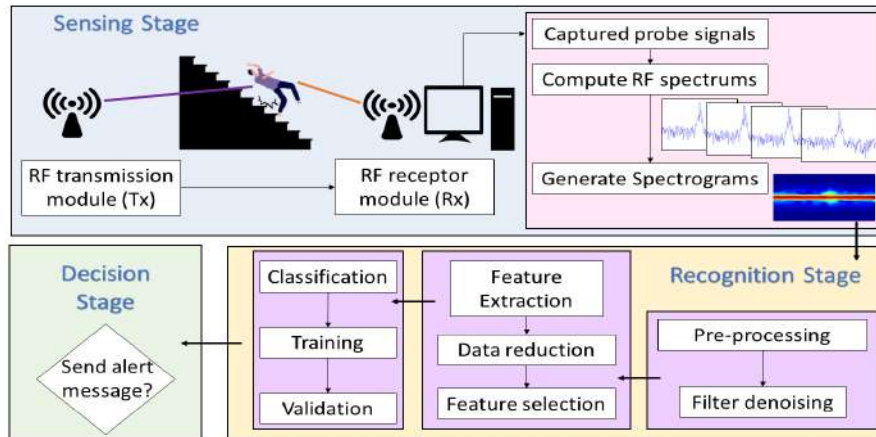 Sensing Stage
RF transmission
module (Tx)
RF receptor
module (Rx)
Captured probe signals
Compute RF spectrums
Generate Spectrograms
Recognition Stage
Pre-processing
Filter denoising
Feature
Extraction
Data reduction
Feature selection
Classification
Training
Validation
Decision
Stage
Send alert
message?